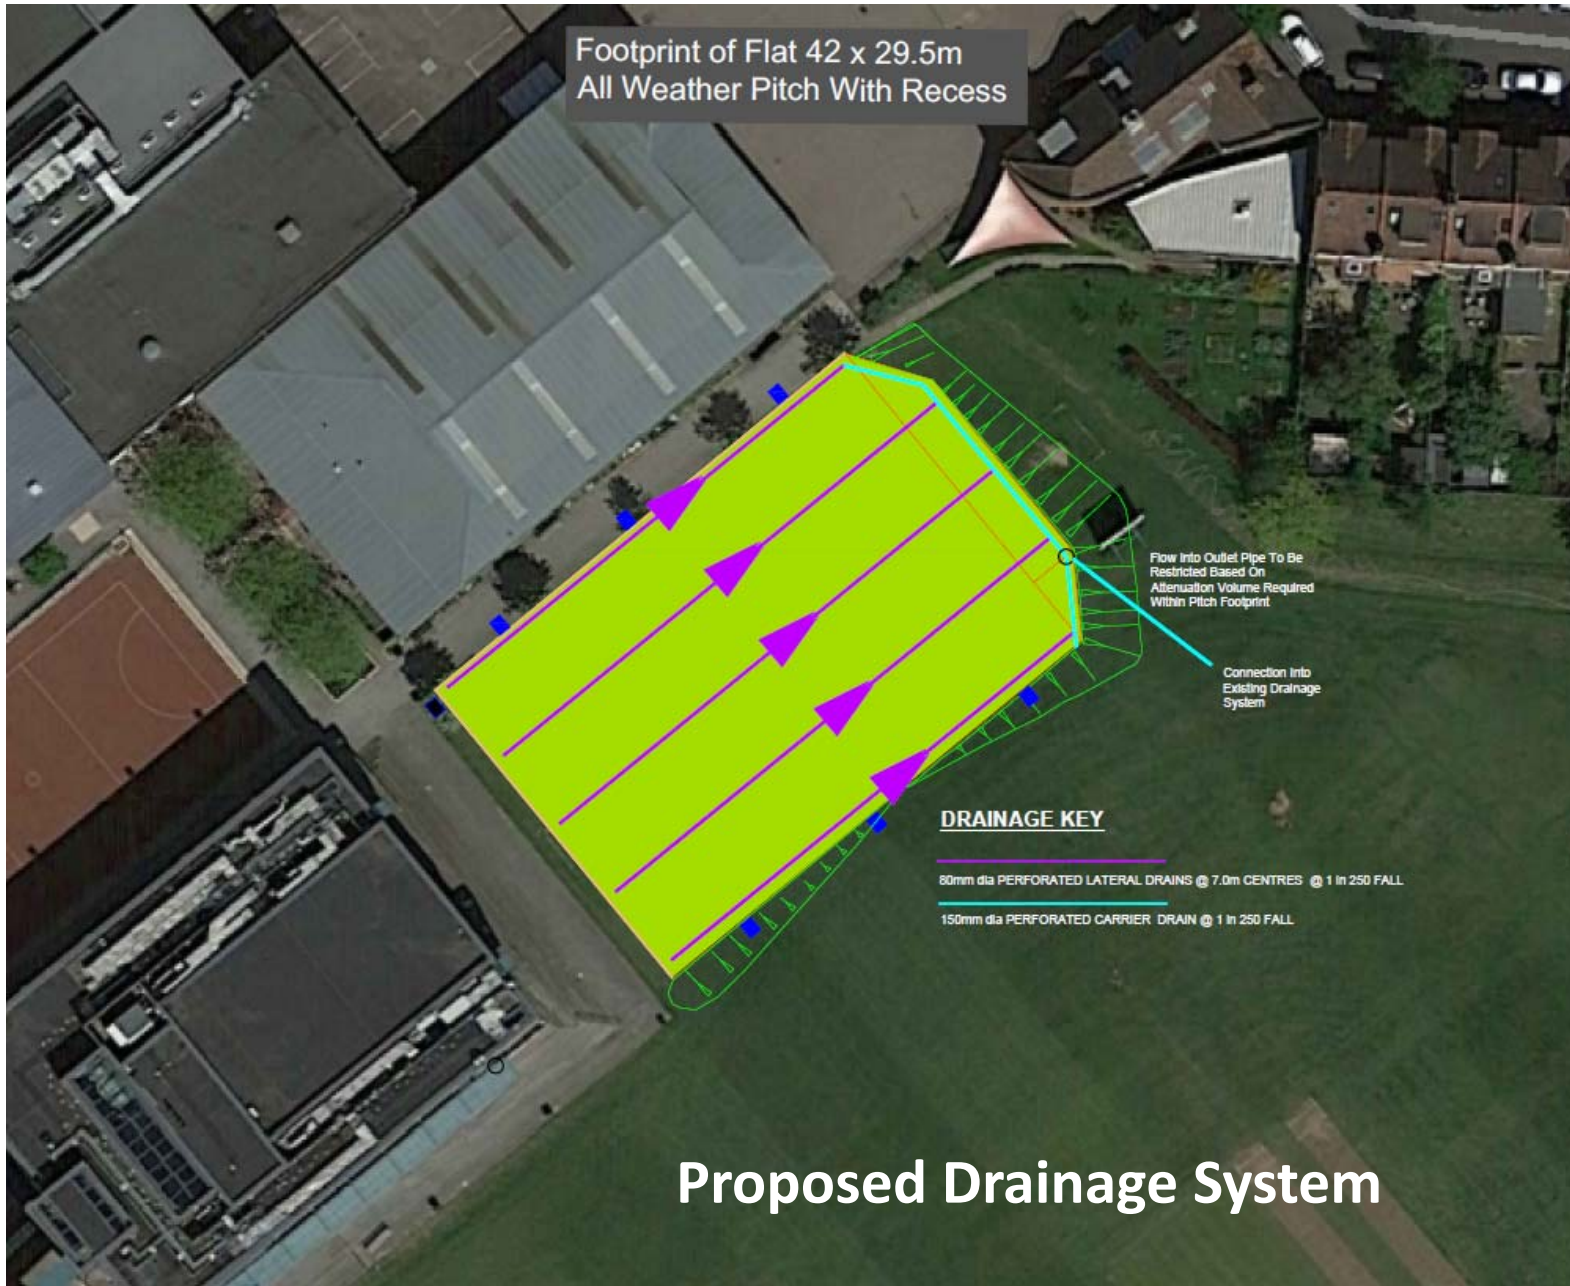 Footprint of Flat 42 x 29.5m
All Weather Pitch With Recess
Flow Into Outlet Pipe To Be
Restricted Based On
Attenuation Volume Required
Within Pitch Footprint
Connection Into
Existing Drainage
System
DRAINAGE KEY
80mm dia PERFORATED LATERAL DRAINS @ 7.0m CENTRES @ 1 in 250 FALL
150mm dia PERFORATED CARRIER DRAIN @ 1 in 250 FALL
Proposed Drainage System